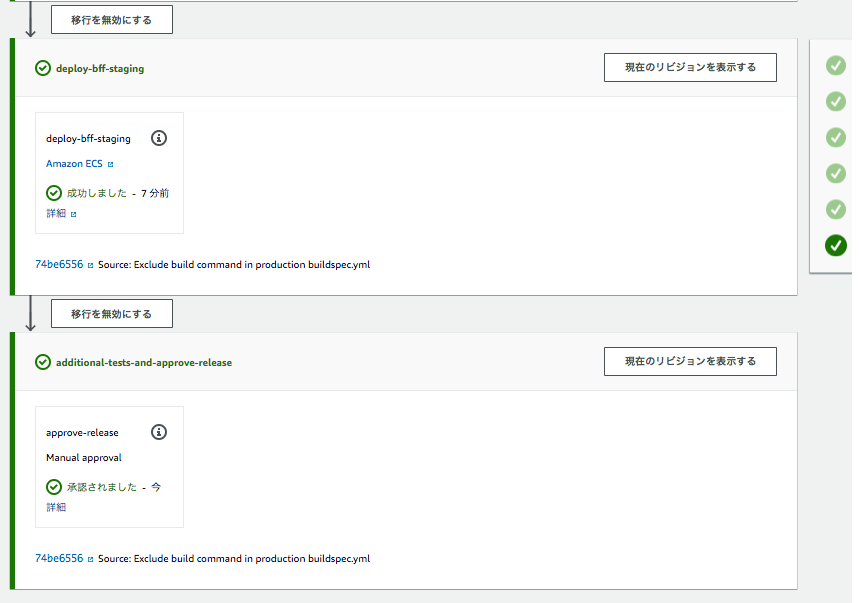 移行を無効にする
deploy-bff-staging
現在のリビジョンを表示する
deploy-bff-staging
Amazon ECS
成功しました - 7 分前
詳細
74be6556 Source: Exclude build command in production buildspec.yml
移行を無効にする
additional-tests-and-approve-release
現在のリビジョンを表示する
approve-release
Manual approval
承認されました - 今
詳細
74be6556 Source: Exclude build command in production buildspec.yml